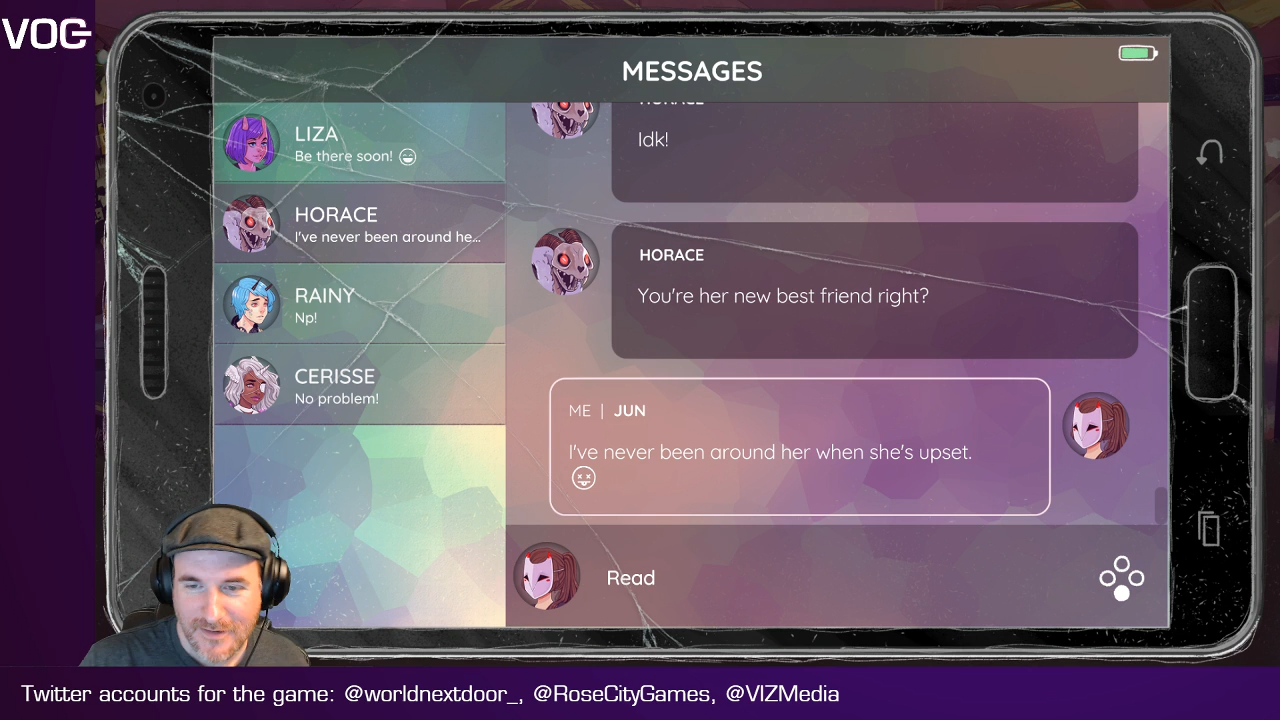 VOG
MESSAGES
LIZA
Be there soon!
HORACE
I've never been around he...
RAINY
Np!
CERISSE
No problem!
HORACE
Idk!
HORACE
You're her new best friend right?
ME | JUN
I've never been around her when she's upset.
Read
Twitter accounts for the game: @worldnextdoor_, @RoseCityGames, @VIZMedia